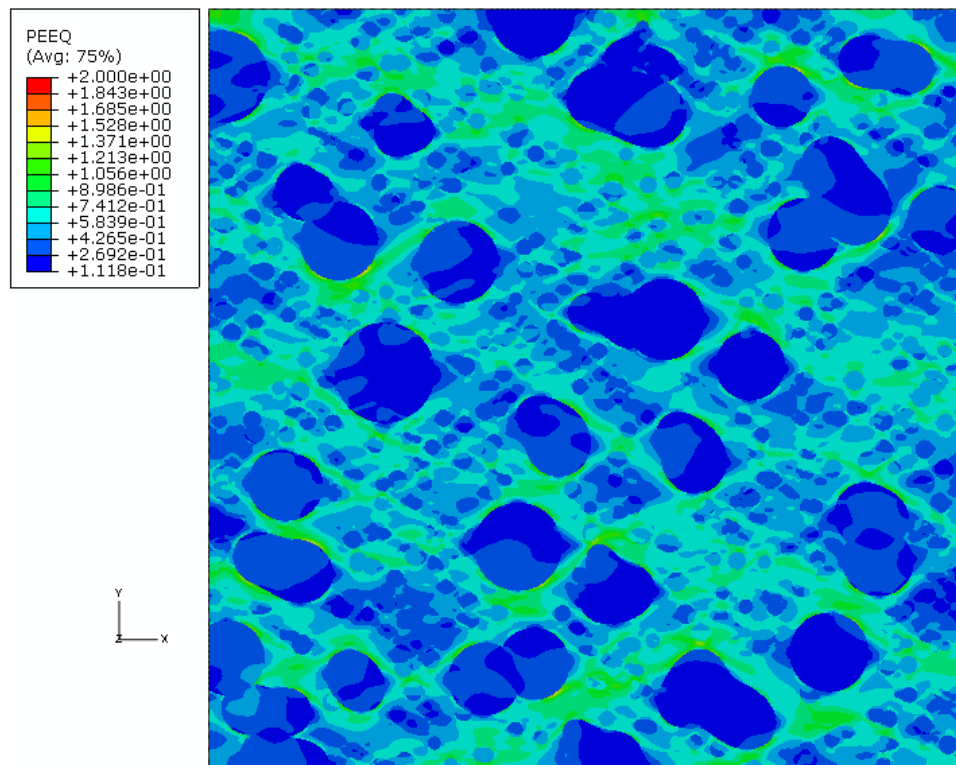 PEEQ
(Avg: 75%)
+2.000e+00
+1.843e+00
+1.685e+00
+1.528e+00
+1.371e+00
+1.213e+00
+1.056e+00
+8.986e-01
+7.412e-01
+5.839e-01
+4.265e-01
+2.692e-01
+1.118e-01
Y
Z X